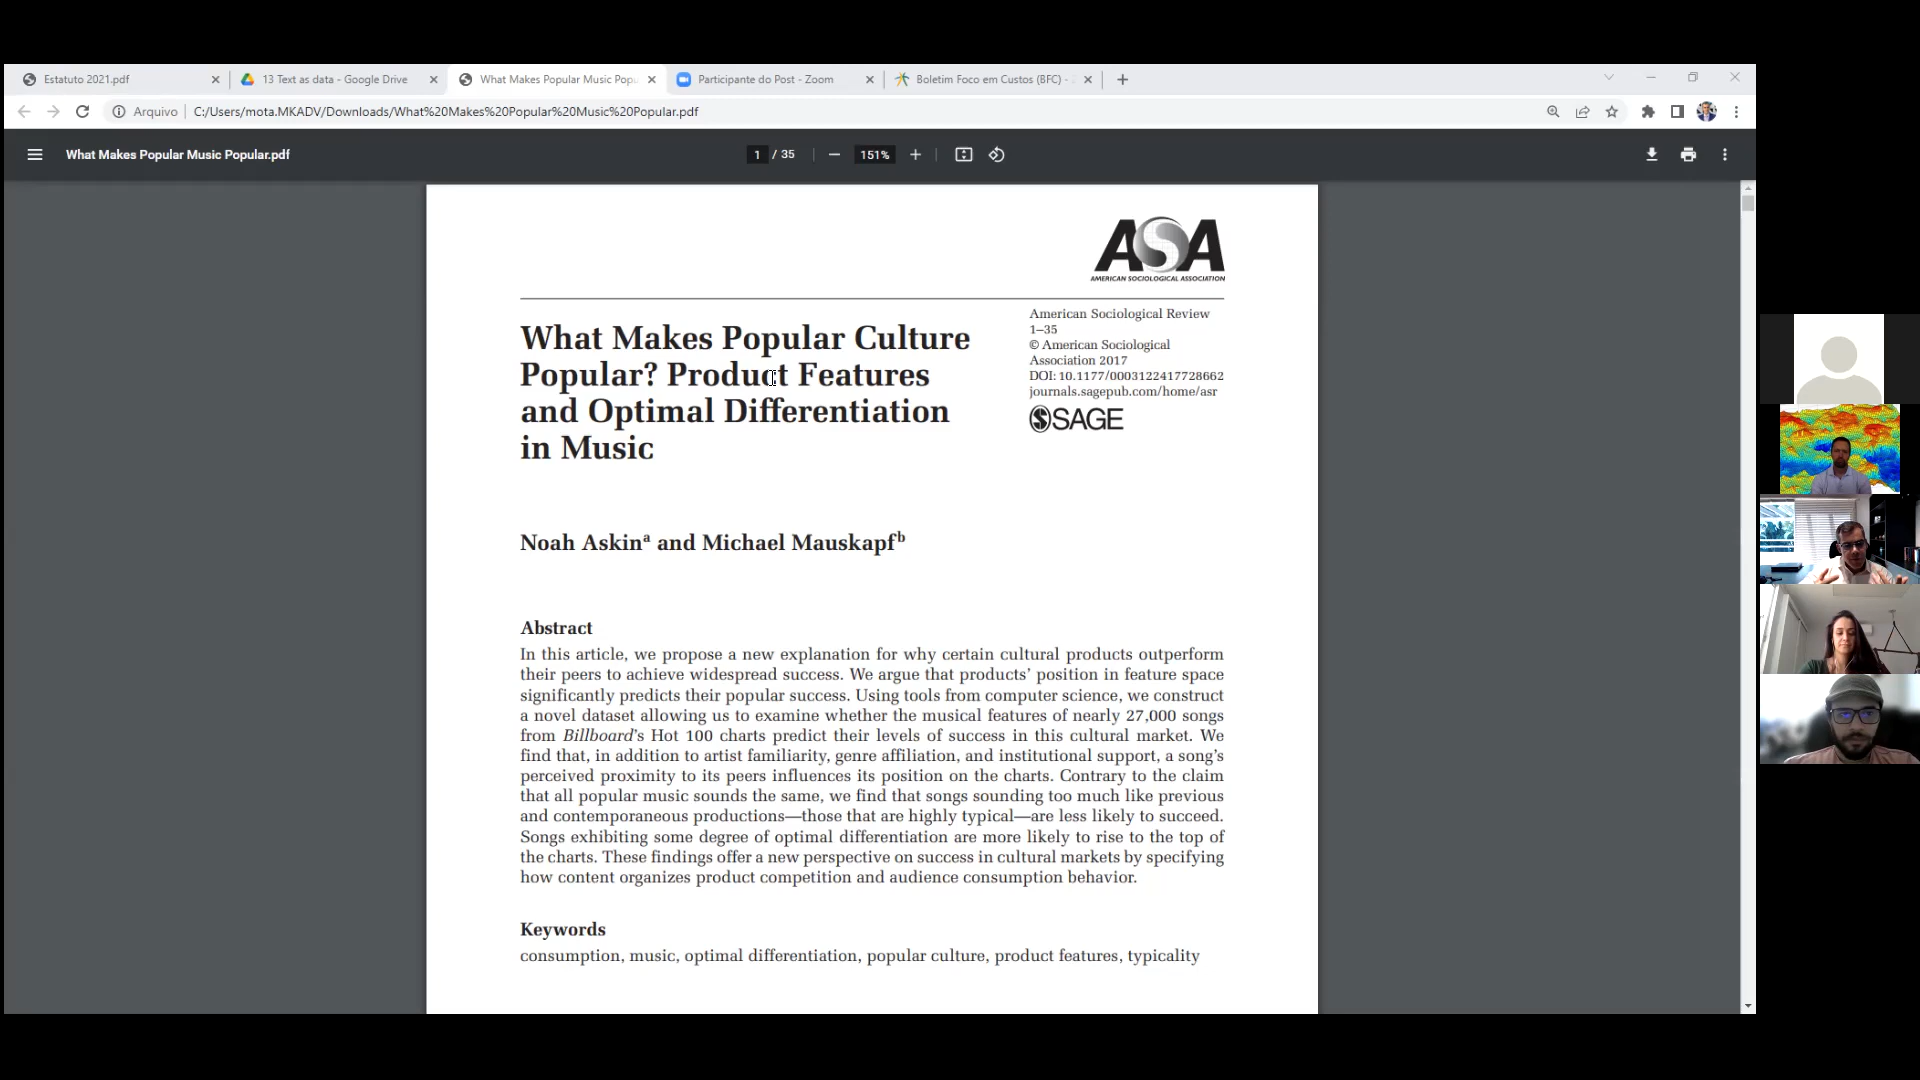 Estatuto 2021.pdf
13 Text as data - Google Drive
What Makes Popular Music Popu
Participante do Post - Zoom
Boletim Foco em Custos (BFC) -
Arquivo
C:/Users/mota.MKADV/Downloads/What%20Makes%20Popular%20Music%20Popular.pdf
What Makes Popular Music Popular.pdf
1 / 35
151%
ASA
AMERICAN SOCIOLOGICAL ASSOCIATION
What Makes Popular Culture
Popular? Product Features
and Optimal Differentiation
in Music
American Sociological Review
1–35
© American Sociological
Association 2017
DOI: 10.1177/0003122417728662
journals.sagepub.com/home/asr
SAGE
Noah Askinᵃ and Michael Mauskapfᵇ
Abstract
In this article, we propose a new explanation for why certain cultural products outperform
their peers to achieve widespread success. We argue that products’ position in feature space
significantly predicts their popular success. Using tools from computer science, we construct
a novel dataset allowing us to examine whether the musical features of nearly 27,000 songs
from Billboard’s Hot 100 charts predict their levels of success in this cultural market. We
find that, in addition to artist familiarity, genre affiliation, and institutional support, a song’s
perceived proximity to its peers influences its position on the charts. Contrary to the claim
that all popular music sounds the same, we find that songs sounding too much like previous
and contemporaneous productions—those that are highly typical—are less likely to succeed.
Songs exhibiting some degree of optimal differentiation are more likely to rise to the top of
the charts. These findings offer a new perspective on success in cultural markets by specifying
how content organizes product competition and audience consumption behavior.
Keywords
consumption, music, optimal differentiation, popular culture, product features, typicality